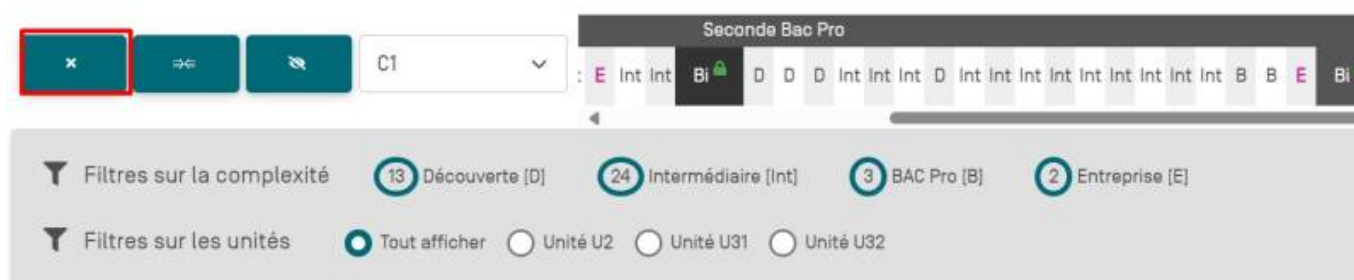 Seconde Bac Pro
× C1 : E Int Int Bi D D D Int Int Int D Int Int Int Int Int Int Int Int Int B B E Bi
Filtres sur la complexité 13 Découverte [D] 24 Intermédiaire [Int] 3 BAC Pro [B] 2 Entreprise [E]
Filtres sur les unités Tout afficher Unité U2 Unité U31 Unité U32